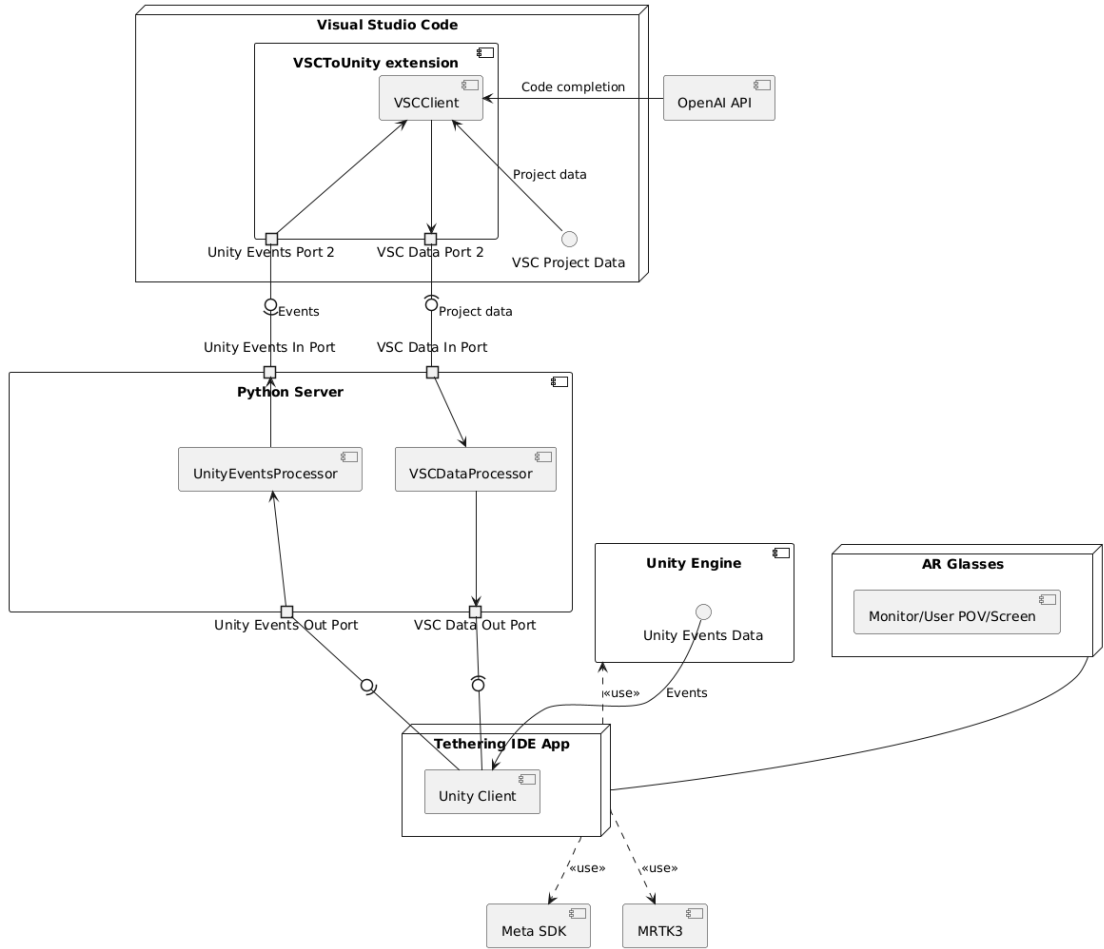 Visual Studio Code
VSCToUnity extension
VSCClient
Code completion
OpenAI API
Project data
Unity Events Port 2
VSC Data Port 2
VSC Project Data
Events
Project data
Unity Events In Port
VSC Data In Port
Python Server
UnityEventsProcessor
VSCDataProcessor
Unity Engine
AR Glasses
Monitor/User POV/Screen
Unity Events Out Port
VSC Data Out Port
Unity Events Data
«use»
Events
Tethering IDE App
Unity Client
«use»
«use»
Meta SDK
MRTK3